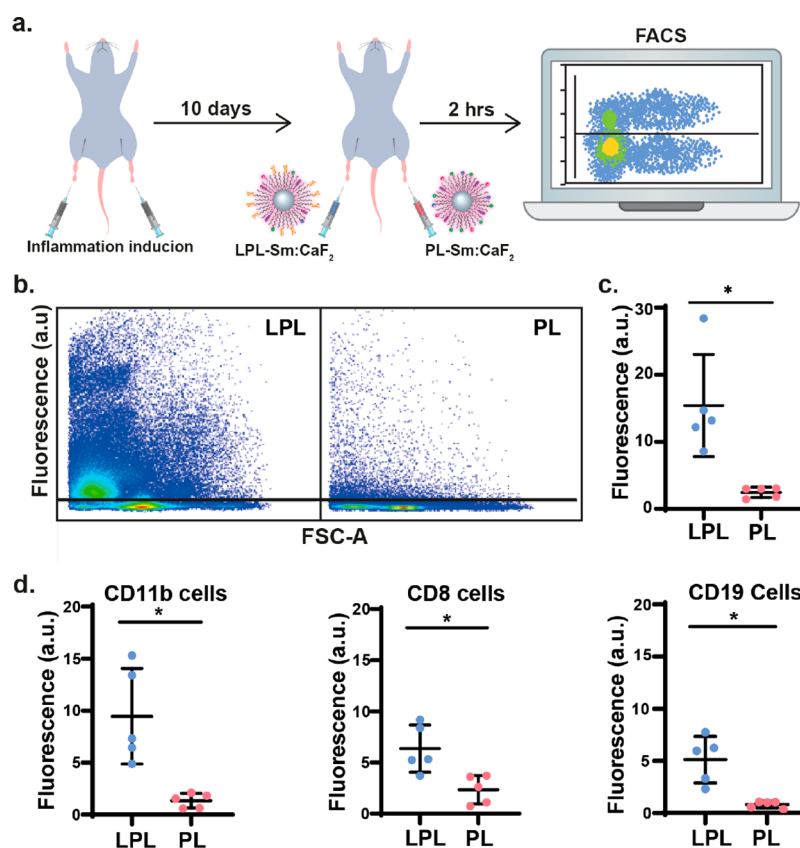 a.
FACS
10 days
2 hrs
Inflammation inducion
LPL-Sm:CaF₂
PL-Sm:CaF₂
b.
LPL
PL
Fluorescence (a.u)
FSC-A
c.
*
Fluorescence (a.u.)
30
20
10
0
LPL
PL
d.
CD11b cells
*
Fluorescence (a.u.)
20
15
10
5
0
LPL
PL
CD8 cells
*
Fluorescence (a.u.)
20
15
10
5
0
LPL
PL
CD19 Cells
*
Fluorescence (a.u.)
20
15
10
5
0
LPL
PL